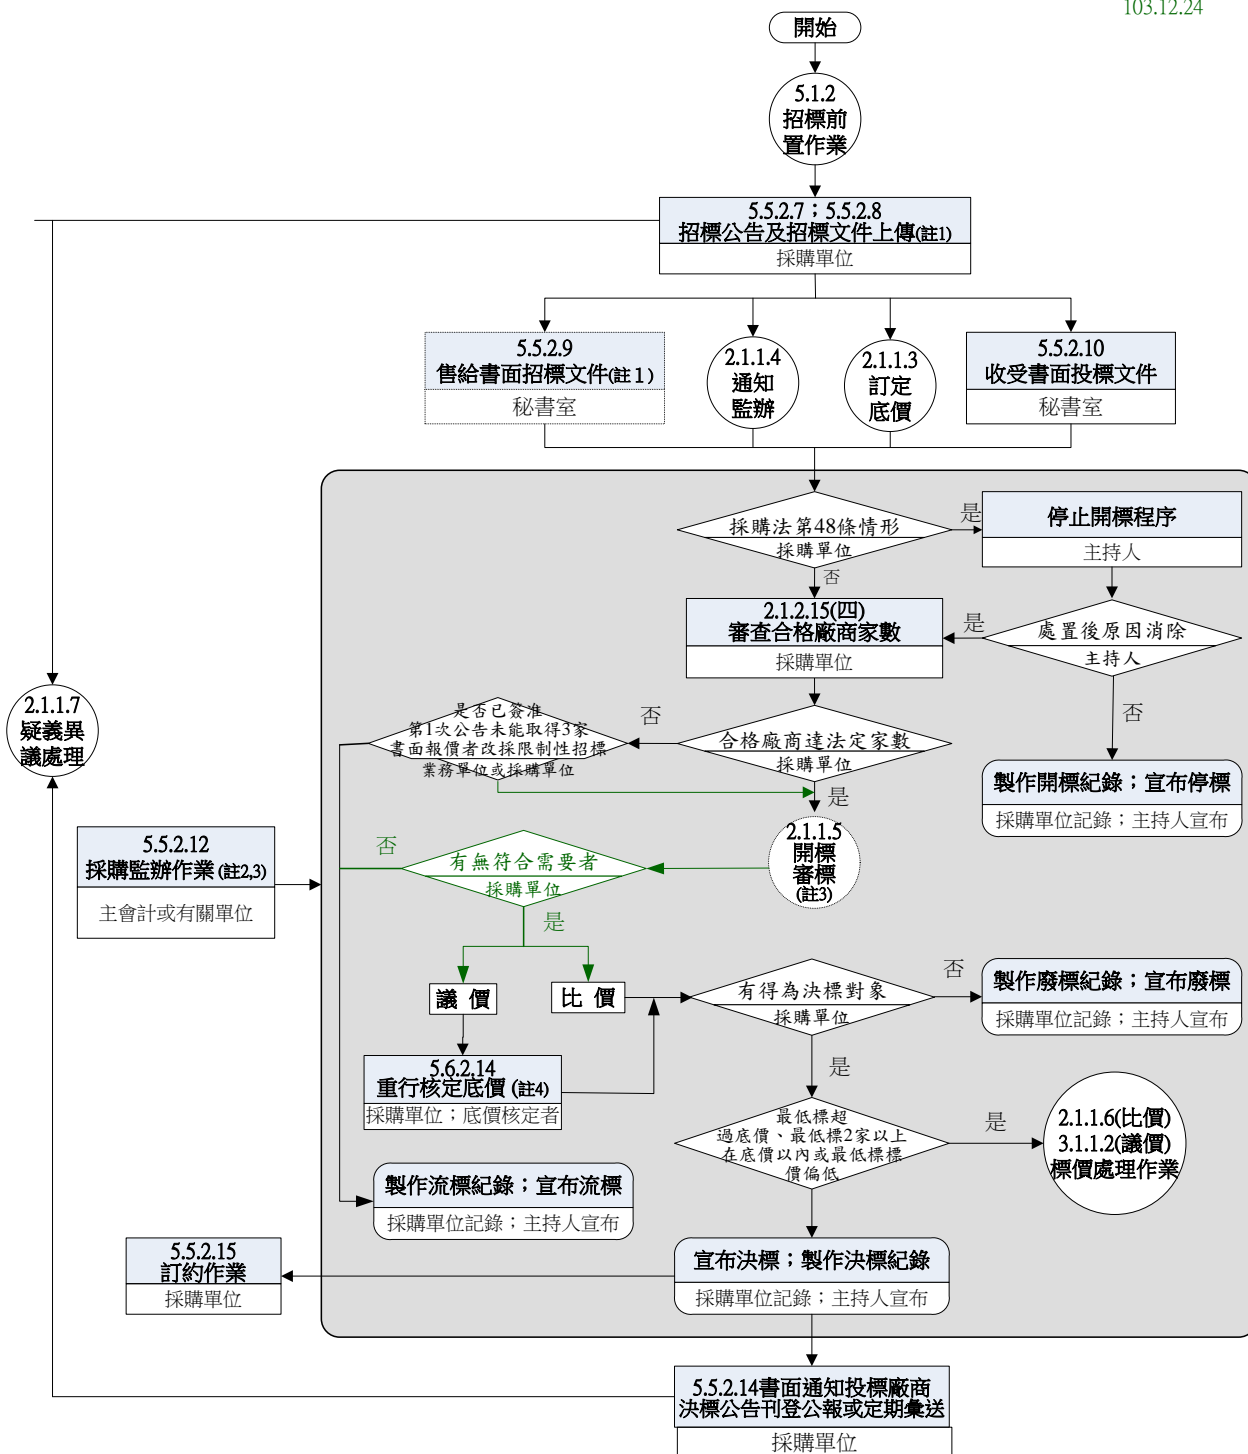 103.12.24
開始
5.1.2
招標前
置作業
5.5.2.7；5.5.2.8
招標公告及招標文件上傳(註1)
採購單位
5.5.2.9
售給書面招標文件(註１)
秘書室
2.1.1.4
通知
監辦
2.1.1.3
訂定
底價
5.5.2.10
收受書面投標文件
秘書室
採購法第48條情形
採購單位
是
否
停止開標程序
主持人
2.1.2.15(四)
審查合格廠商家數
採購單位
是
處置後原因消除
主持人
否
2.1.1.7
疑義異
議處理
是否已簽准
第1次公告未能取得3家
書面報價者改採限制性招標
業務單位或採購單位
否
合格廠商達法定家數
採購單位
是
製作開標紀錄；宣布停標
採購單位記錄；主持人宣布
5.5.2.12
採購監辦作業(註2,3)
主會計或有關單位
否
有無符合需要者
採購單位
是
2.1.1.5
開標
審標
(註3)
議 價
比 價
有得為決標對象
採購單位
否
是
製作廢標紀錄；宣布廢標
採購單位記錄；主持人宣布
5.6.2.14
重行核定底價(註4)
採購單位；底價核定者
最低標超
過底價、最低標2家以上
在底價以內或最低標標
價偏低
是
2.1.1.6(比價)
3.1.1.2(議價)
標價處理作業
製作流標紀錄；宣布流標
採購單位記錄；主持人宣布
5.5.2.15
訂約作業
採購單位
宣布決標；製作決標紀錄
採購單位記錄；主持人宣布
5.5.2.14書面通知投標廠商
決標公告刊登公報或定期彙送
採購單位